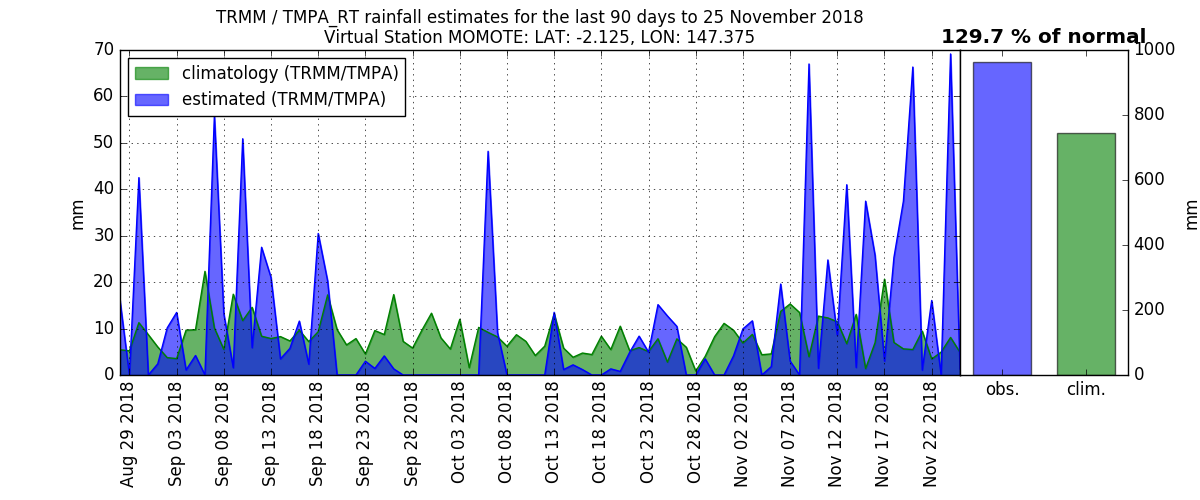 TRMM / TMPA_RT rainfall estimates for the last 90 days to 25 November 2018
Virtual Station MOMOTE: LAT: -2.125, LON: 147.375
129.7 % of normal
climatology (TRMM/TMPA)
estimated (TRMM/TMPA)
70
60
50
40
30
20
10
0
mm
1000
800
600
400
200
0
mm
obs.
clim.
Aug 29 2018
Sep 03 2018
Sep 08 2018
Sep 13 2018
Sep 18 2018
Sep 23 2018
Sep 28 2018
Oct 03 2018
Oct 08 2018
Oct 13 2018
Oct 18 2018
Oct 23 2018
Oct 28 2018
Nov 02 2018
Nov 07 2018
Nov 12 2018
Nov 17 2018
Nov 22 2018